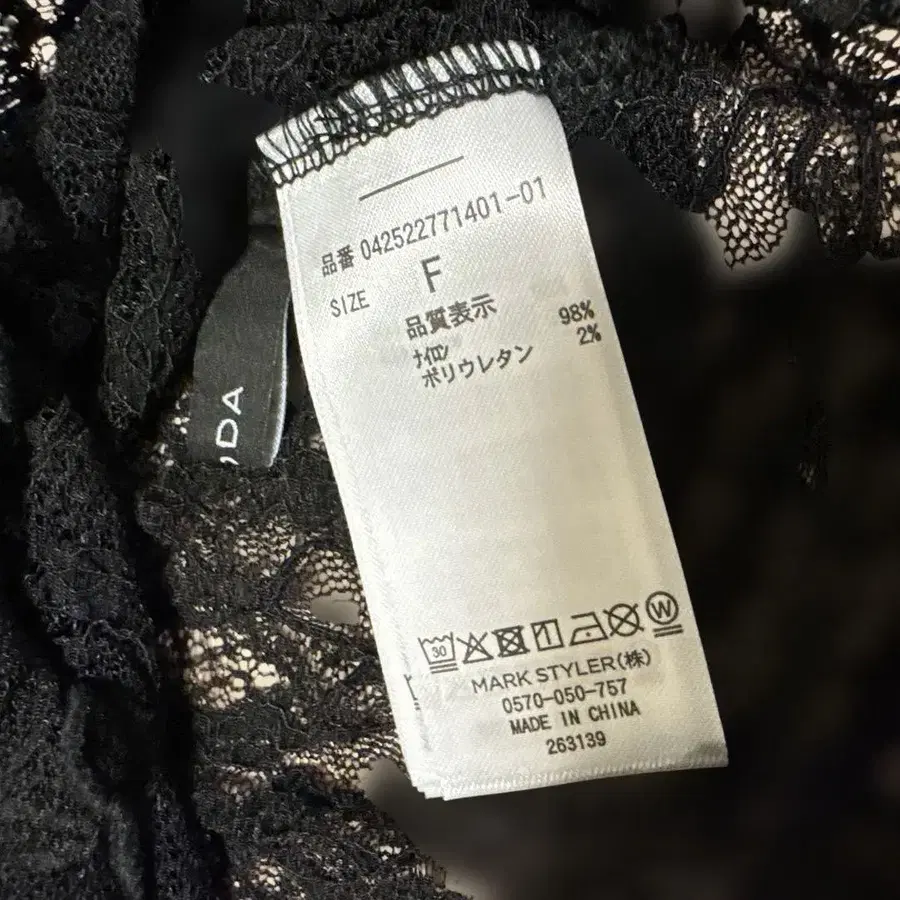 品番 042522771401-01
SIZE F
品質表示
ナイロン 98%
ポリウレタン 2%
30
W
MARK STYLER(株)
0570-050-757
MADE IN CHINA
263139
DA